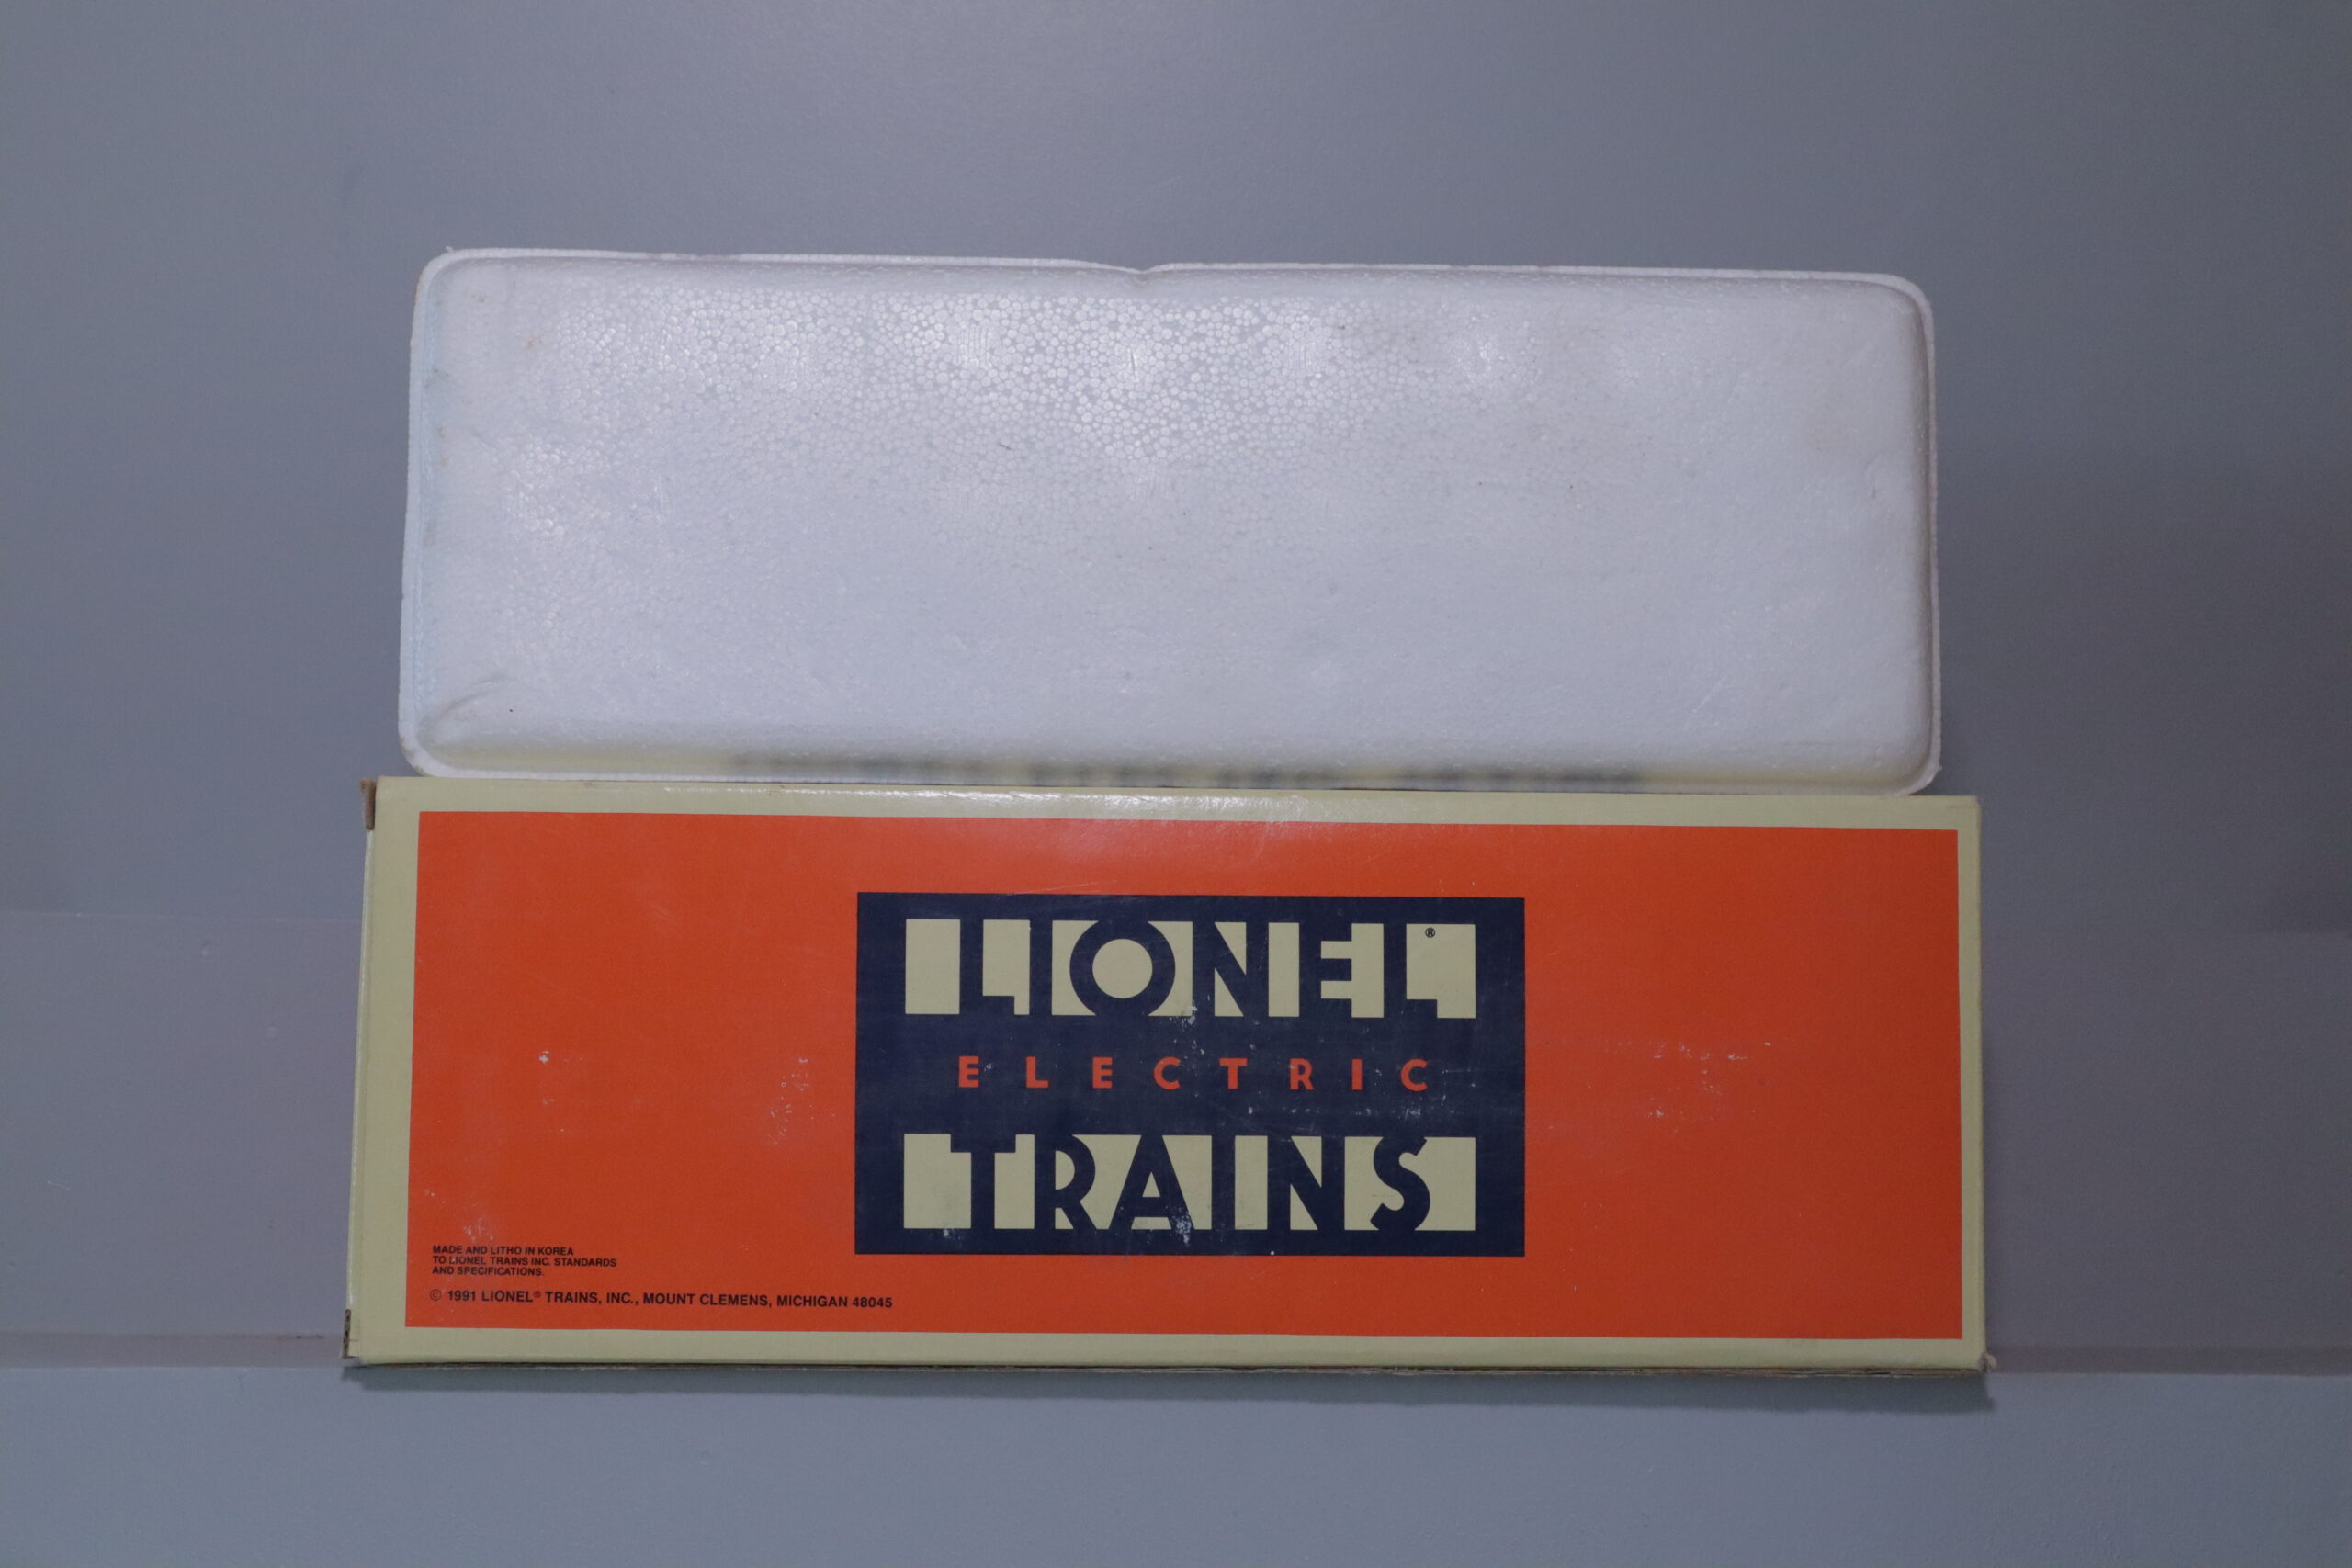 LIONEL®
ELECTRIC
TRAINS
MADE AND LITHO IN KOREA
TO LIONEL TRAINS INC. STANDARDS
AND SPECIFICATIONS.
© 1991 LIONEL® TRAINS, INC., MOUNT CLEMENS, MICHIGAN 48045